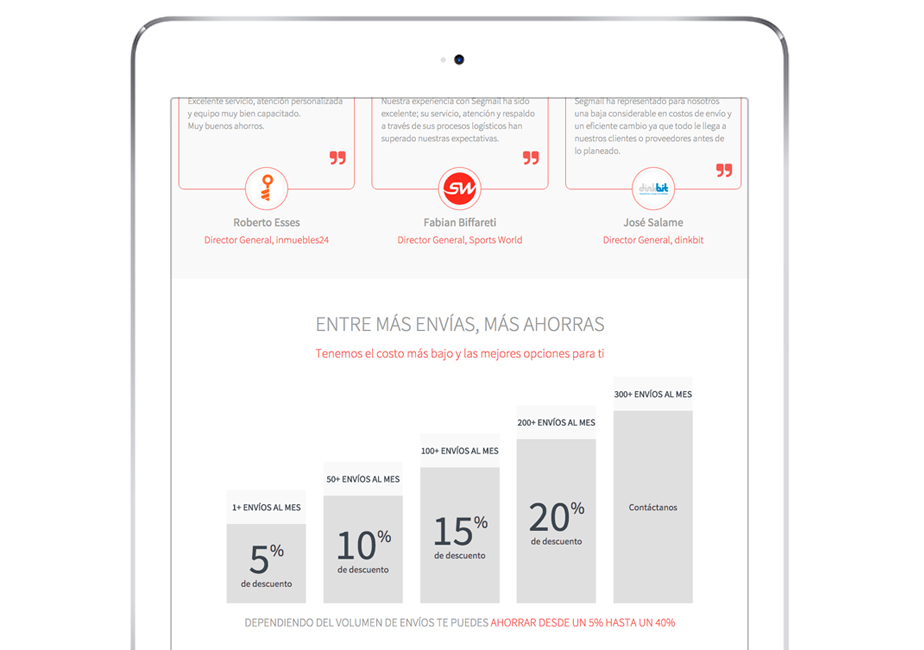 Excelente servicio, atención personalizada
y equipo muy bien capacitado.
Muy buenos ahorros.
Roberto Esses
Director General, inmuebles24
Nuestra experiencia con Segmail ha sido
excelente; su servicio, atención y respaldo
a través de sus procesos logísticos han
superado nuestras expectativas.
SW
Fabian Biffareti
Director General, Sports World
Segmail ha representado para nosotros
una baja considerable en costos de envío y
un eficiente cambio ya que todo le llega a
nuestros clientes o proveedores antes de
lo planeado.
dinkbit
José Salame
Director General, dinkbit
ENTRE MÁS ENVÍAS, MÁS AHORRAS
Tenemos el costo más bajo y las mejores opciones para ti
1+ ENVÍOS AL MES
5%
de descuento
50+ ENVÍOS AL MES
10%
de descuento
100+ ENVÍOS AL MES
15%
de descuento
200+ ENVÍOS AL MES
20%
de descuento
300+ ENVÍOS AL MES
Contáctanos
DEPENDIENDO DEL VOLUMEN DE ENVÍOS TE PUEDES AHORRAR DESDE UN 5% HASTA UN 40%